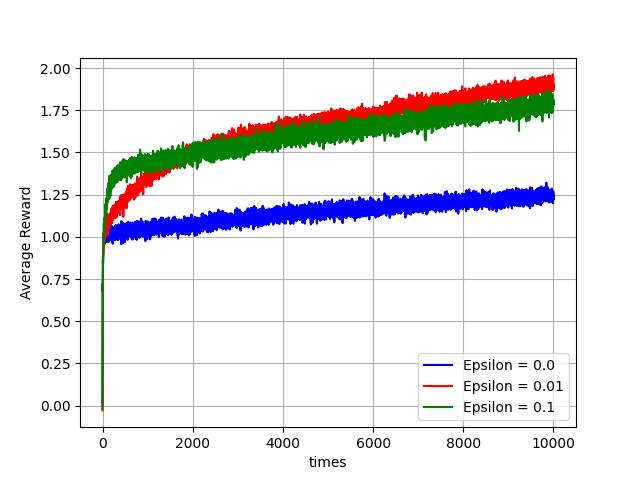 2.00
1.75
1.50
1.25
1.00
0.75
0.50
0.25
0.00
Average Reward
0 2000 4000 6000 8000 10000
times
Epsilon = 0.0
Epsilon = 0.01
Epsilon = 0.1